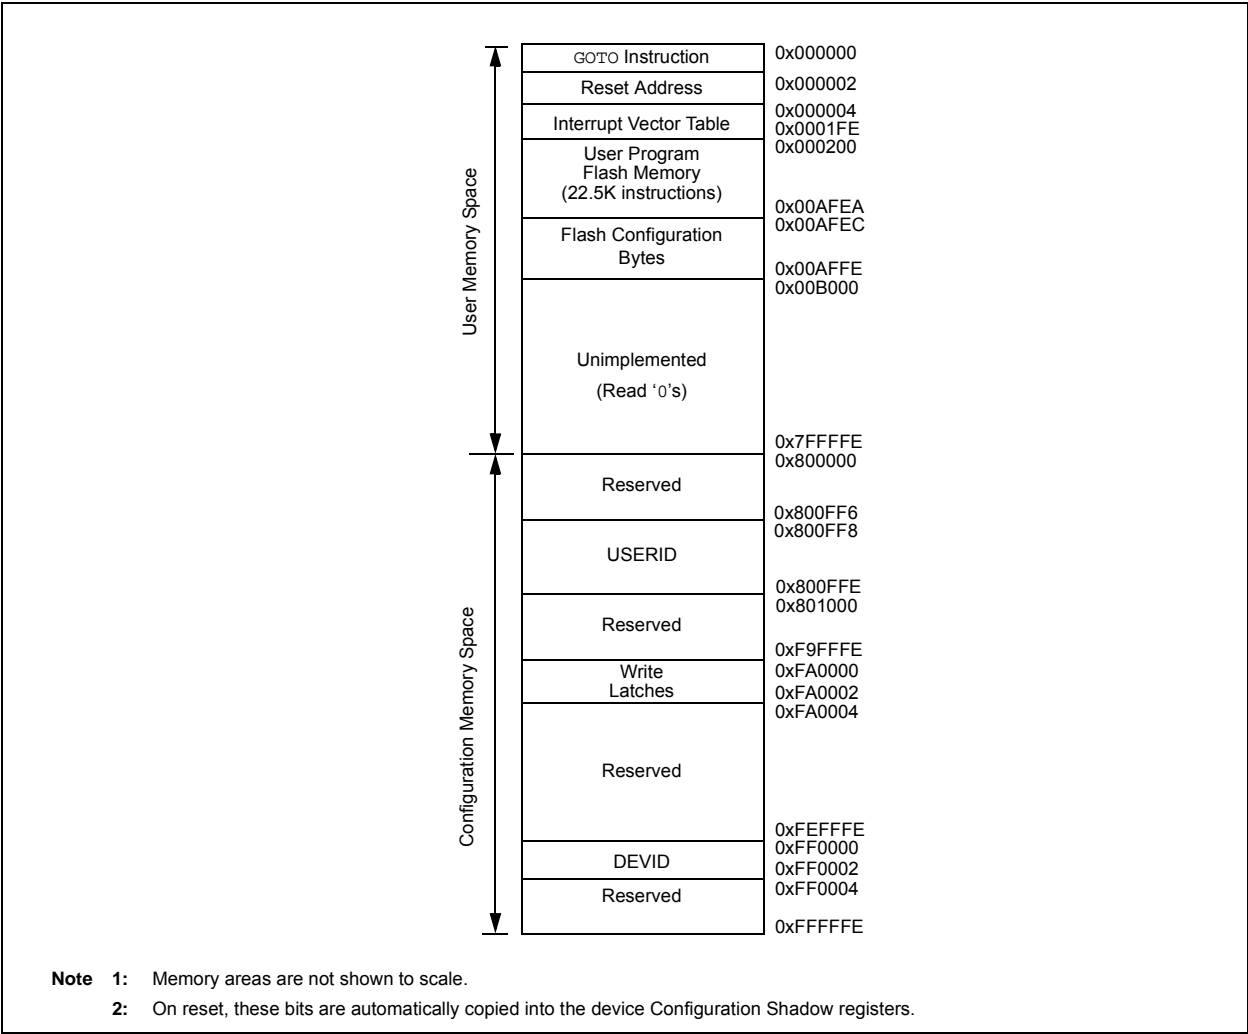 GOTO Instruction
0x000000
Reset Address
0x000002
0x000004
Interrupt Vector Table
0x0001FE
0x000200
User Program
Flash Memory
(22.5K instructions)
0x00AFEA
0x00AFEC
Flash Configuration
Bytes
0x00AFFE
0x00B000
User Memory Space
Unimplemented
(Read ‘0’s)
0x7FFFFE
0x800000
Reserved
0x800FF6
0x800FF8
USERID
0x800FFE
0x801000
Reserved
0xF9FFFE
Write
Latches
0xFA0000
0xFA0002
0xFA0004
Configuration Memory Space
Reserved
0xFEFFFE
0xFF0000
DEVID
0xFF0002
0xFF0004
Reserved
0xFFFFFE
Note 1: Memory areas are not shown to scale.
2: On reset, these bits are automatically copied into the device Configuration Shadow registers.